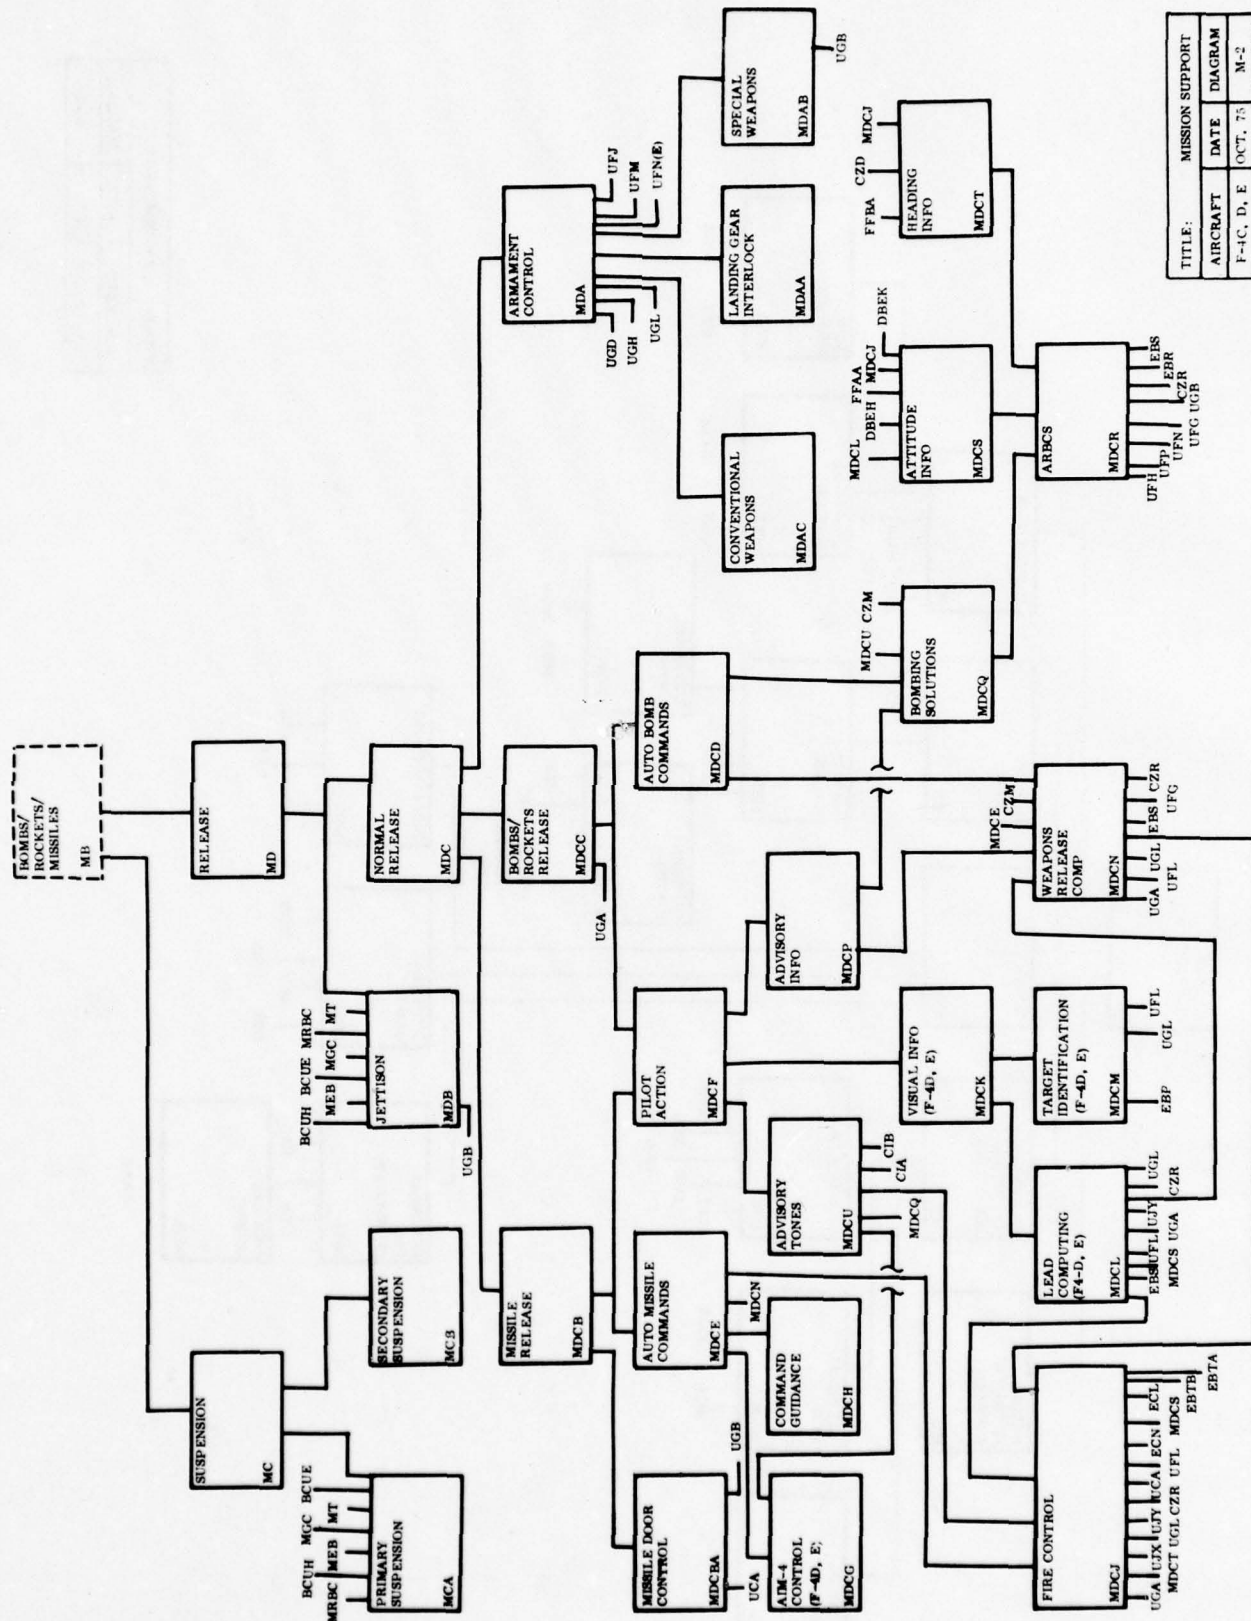 BOMBS/
ROCKETS/
MISSILES
MB
SUSPENSION
MC
RELEASE
MD
MRBC
BCUH
MEB
MGC
MT
BCUE
PRIMARY
SUSPENSION
MCA
SECONDARY
SUSPENSION
MCB
BCUH
MEB
BCUE
MGC
MRBC
MT
JETTISON
MDB
UGB
NORMAL
RELEASE
MDC
MISSILE
RELEASE
MDCB
BOMBS/
ROCKETS
RELEASE
MDCC
UGA
ARMAMENT
CONTROL
MDA
UGD
UGH
UGL
UFJ
UFM
UFN(E)
MISSILE DOOR
CONTROL
MDCBA
UCA
UGB
AUTO MISSILE
COMMANDS
MDCE
MDCN
PILOT
ACTION
MDCF
AUTO BOMB
COMMANDS
MDCD
CONVENTIONAL
WEAPONS
MDAC
LANDING GEAR
INTERLOCK
MDAA
SPECIAL
WEAPONS
MDAB
UGB
AIM-4
CONTROL
(F-4D, E)
MDCG
COMMAND
GUIDANCE
MDCH
ADVISORY
TONES
MDCU
MDCQ
CIA
CIB
ADVISORY
INFO
MDCP
VISUAL INFO
(F-4D, E)
MDCK
MDCU CZM
BOMBING
SOLUTIONS
MDCQ
MDCL
DBEH
FFAA
MDCJ
DBEK
ATTITUDE
INFO
MDCS
FFBA
CZD
MDCJ
HEADING
INFO
MDCT
FIRE CONTROL
MDCJ
UGA UJX UJY UCA ECN ECL
MDCT UGL CZR UFL MDCS
EBTB
EBTA
LEAD
COMPUTING
(F4-D, E)
MDCL
UFL UJY UGL
MDCS UGA CZR
TARGET
IDENTIFICATION
(F-4D, E)
MDCM
EBP
UGL
UFL
MDCE
CZM
WEAPONS
RELEASE
COMP
MDCN
UGA UGL EBS CZR
UFL UFG
ARBCS
MDCR
UFH
UFP
UFN
UFG UGB
CZR
EBR
EBS
TITLE: MISSION SUPPORT
AIRCRAFT DATE DIAGRAM
F-4C, D, E OCT. 75 M-2